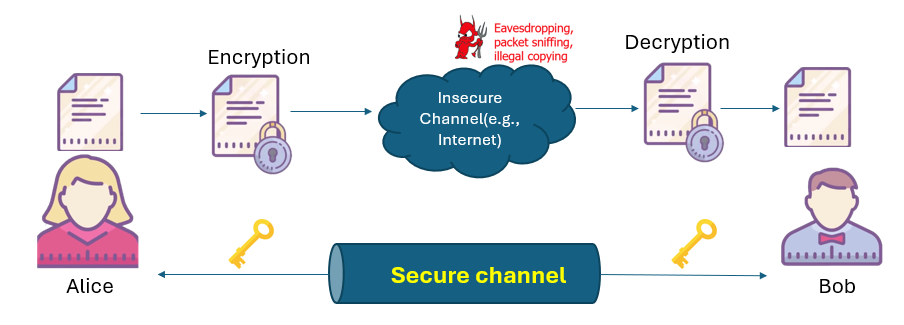 Eavesdropping,
packet sniffing,
illegal copying
Encryption
Decryption
Insecure
Channel(e.g.,
Internet)
Secure channel
Alice
Bob